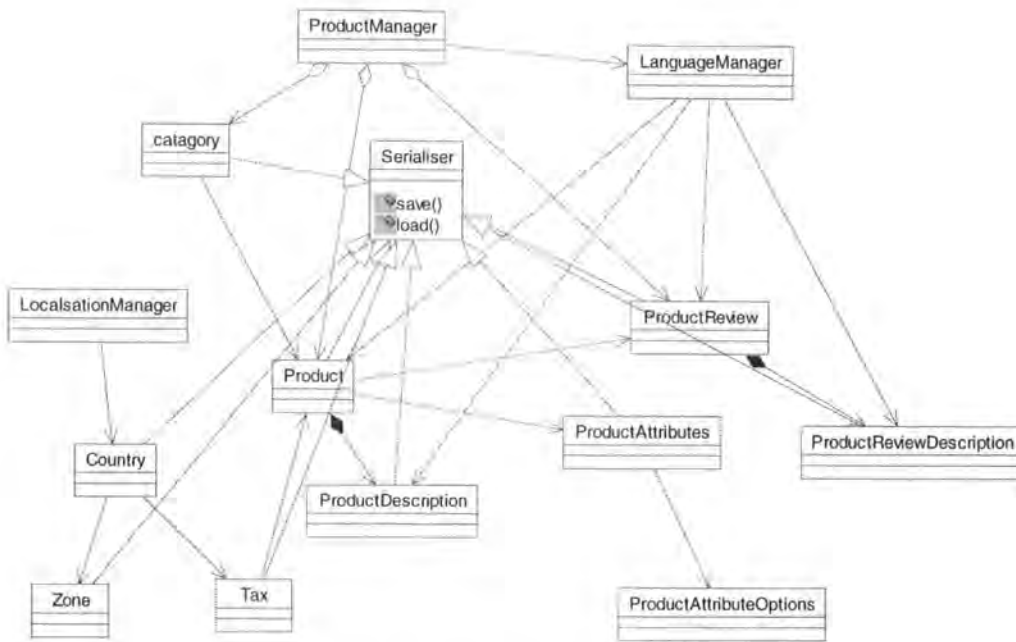 ProductManager
LanguageManager
catagory
Serialiser
save()
load()
LocalsationManager
ProductReview
Product
ProductAttributes
ProductReviewDescription
Country
ProductDescription
Zone
Tax
ProductAttributeOptions